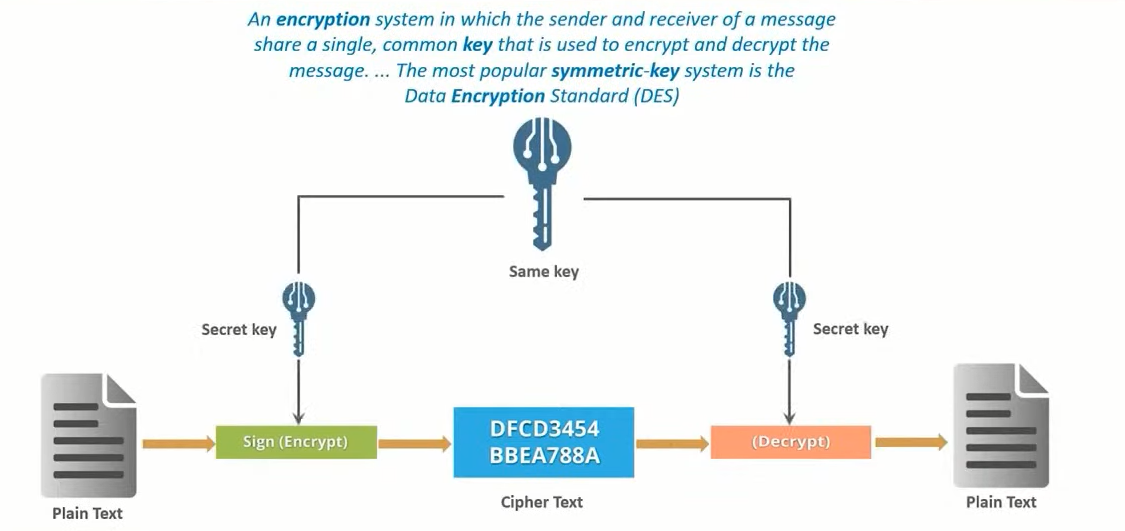 An encryption system in which the sender and receiver of a message
share a single, common key that is used to encrypt and decrypt the
message. ... The most popular symmetric-key system is the
Data Encryption Standard (DES)
Same key
Secret key
Secret key
Sign (Encrypt)
DFCD3454
BBEA788A
(Decrypt)
Plain Text
Cipher Text
Plain Text